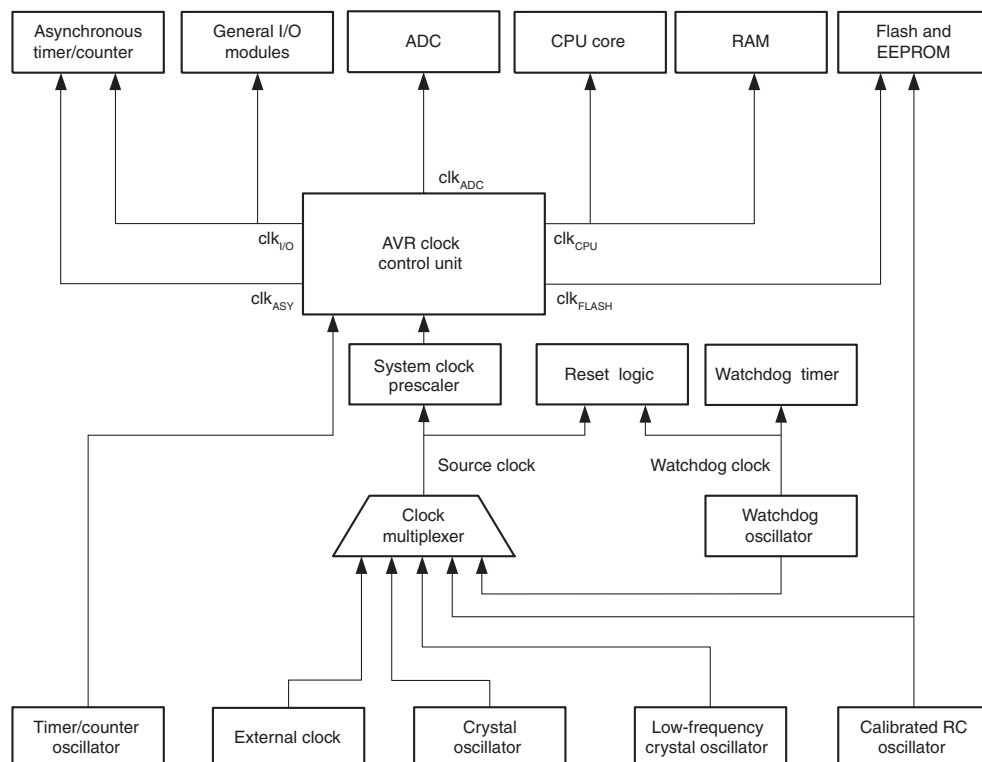 Asynchronous
timer/counter
General I/O
modules
ADC
CPU core
RAM
Flash and
EEPROM
clkADC
clkI/O
clkCPU
AVR clock
control unit
clkASY
clkFLASH
System clock
prescaler
Reset logic
Watchdog timer
Source clock
Watchdog clock
Clock
multiplexer
Watchdog
oscillator
Timer/counter
oscillator
External clock
Crystal
oscillator
Low-frequency
crystal oscillator
Calibrated RC
oscillator